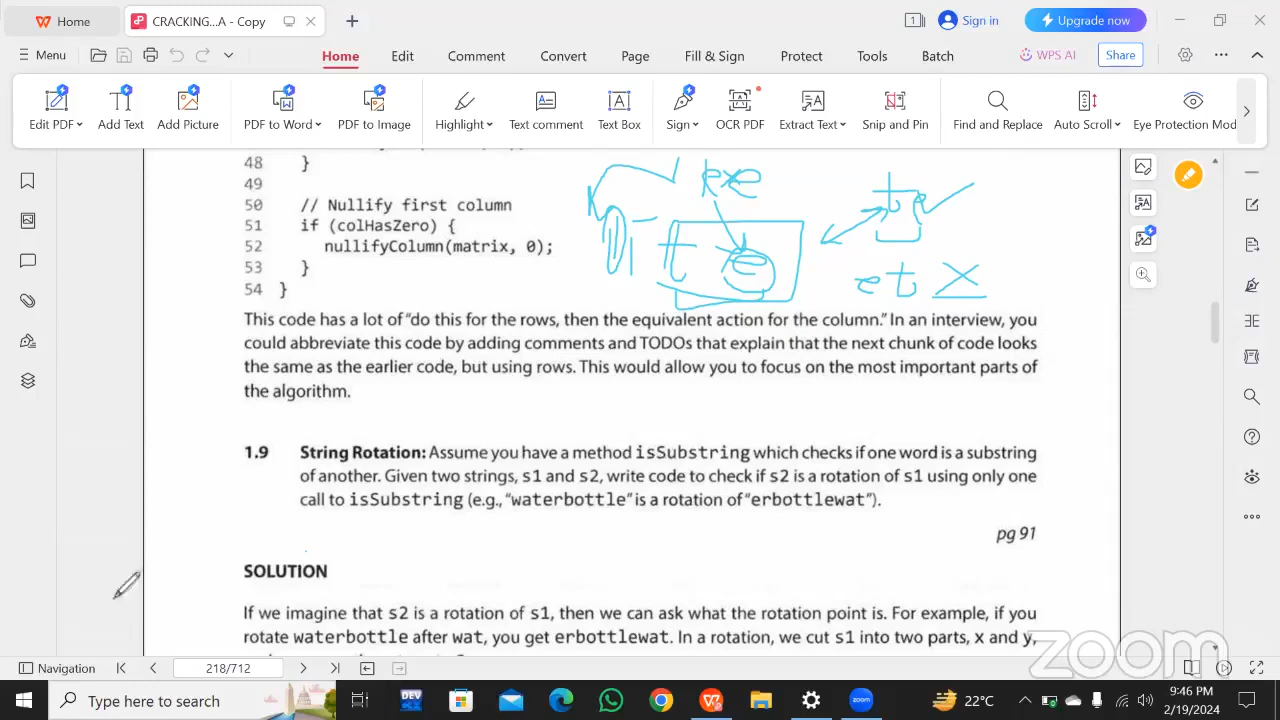 Home
CRACKING...A - Copy
1
Sign in
Upgrade now
Menu
Home Edit Comment Convert Page Fill & Sign Protect Tools Batch
WPS AI
Share
Edit PDF Add Text Add Picture PDF to Word PDF to Image Highlight Text comment Text Box Sign OCR PDF Extract Text Snip and Pin Find and Replace Auto Scroll Eye Protection Mod
48 }
49
50 // Nullify first column
51 if (colHasZero) {
52 nullifyColumn(matrix, 0);
53 }
54 }
te
et X
This code has a lot of "do this for the rows, then the equivalent action for the column." In an interview, you
could abbreviate this code by adding comments and TODOs that explain that the next chunk of code looks
the same as the earlier code, but using rows. This would allow you to focus on the most important parts of
the algorithm.
1.9 String Rotation: Assume you have a method isSubstring which checks if one word is a substring
of another. Given two strings, s1 and s2, write code to check if s2 is a rotation of s1 using only one
call to isSubstring (e.g., "waterbottle" is a rotation of "erbottlewat").
pg 91
SOLUTION
If we imagine that s2 is a rotation of s1, then we can ask what the rotation point is. For example, if you
rotate waterbottle after wat, you get erbottlewat. In a rotation, we cut s1 into two parts, x and y,
zoom
Navigation
218/712
Type here to search
DEV
zoom
22°C
9:46 PM
2/19/2024